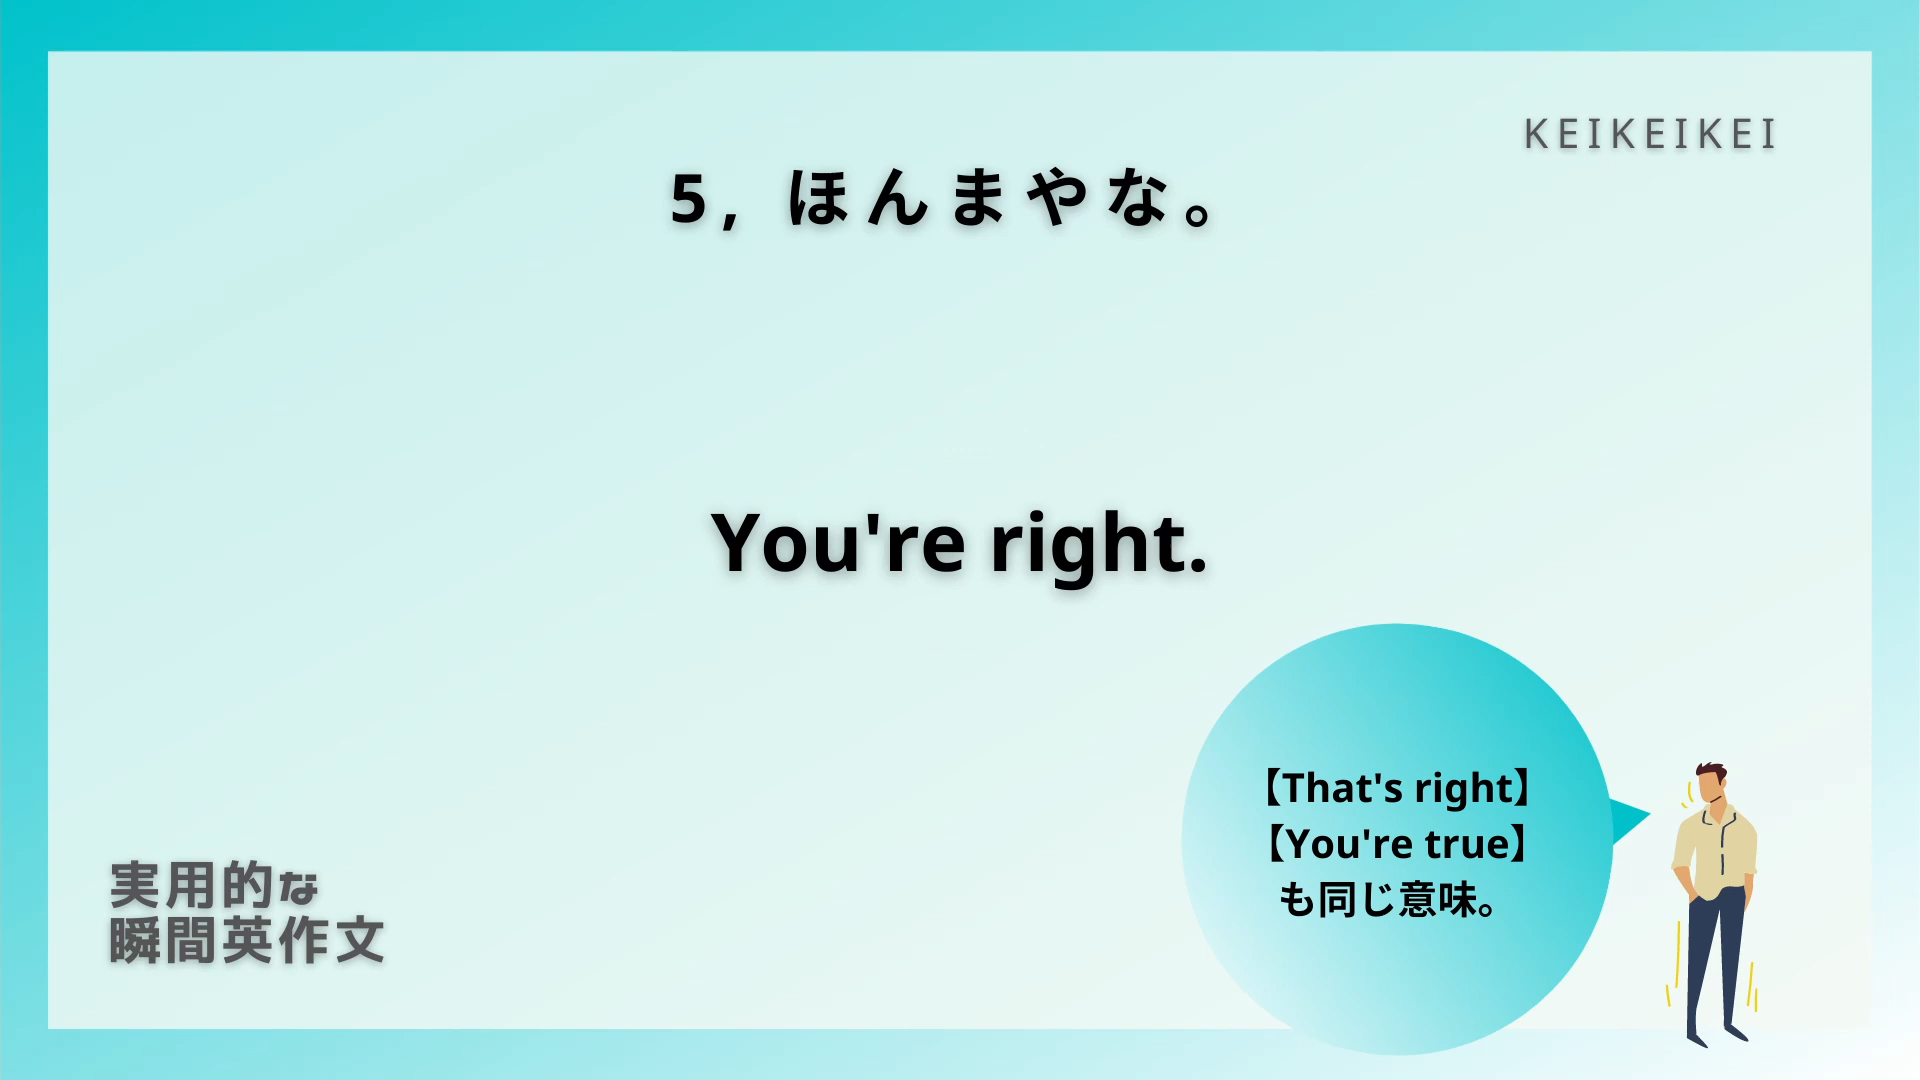 KEIKEIKEI
5, ほんまやな。
You're right.
【That's right】
【You're true】
も同じ意味。
実用的な
瞬間英作文